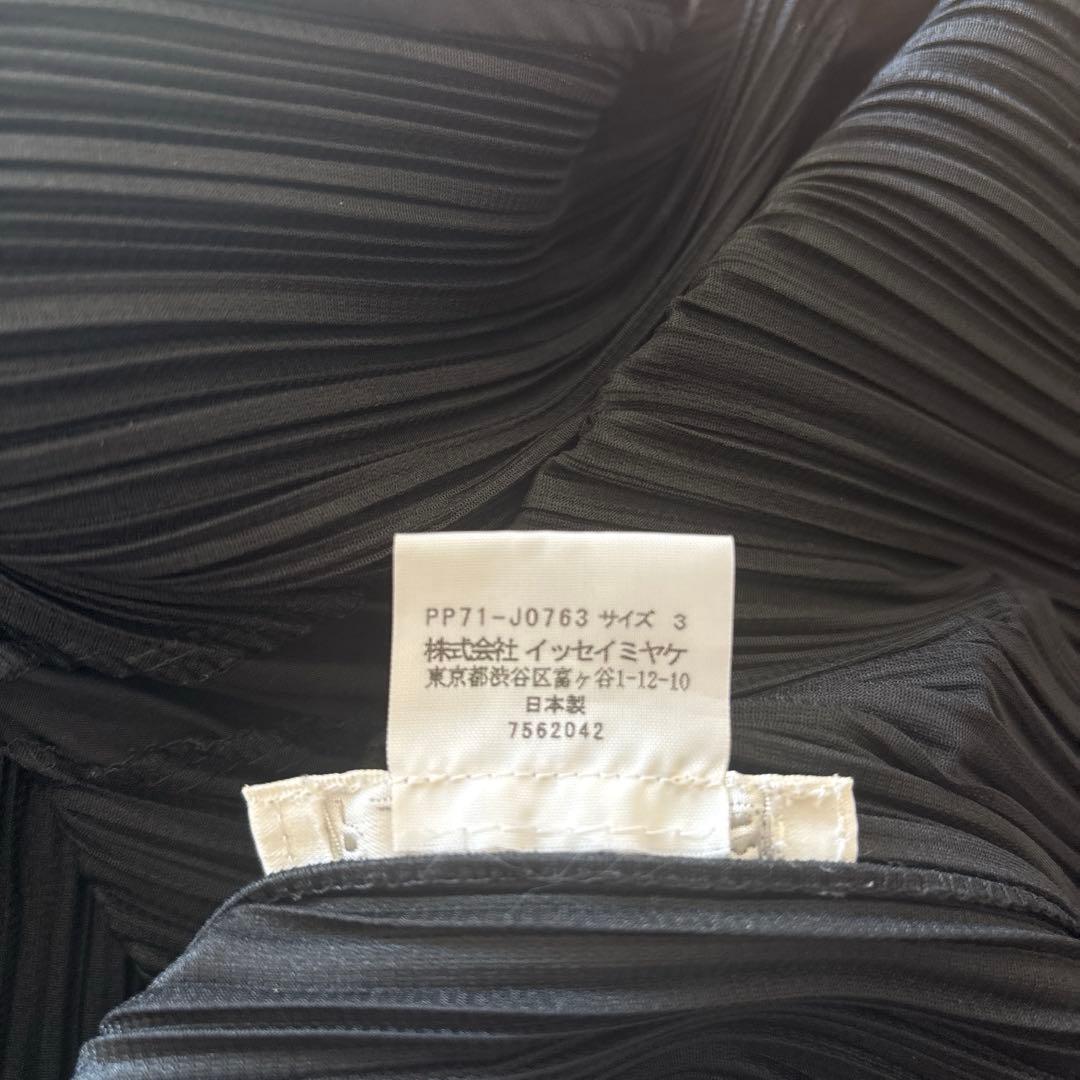 PP71-J0763 サイズ 3
株式会社 イッセイミヤケ
東京都渋谷区富ヶ谷1-12-10
日本製
7562042